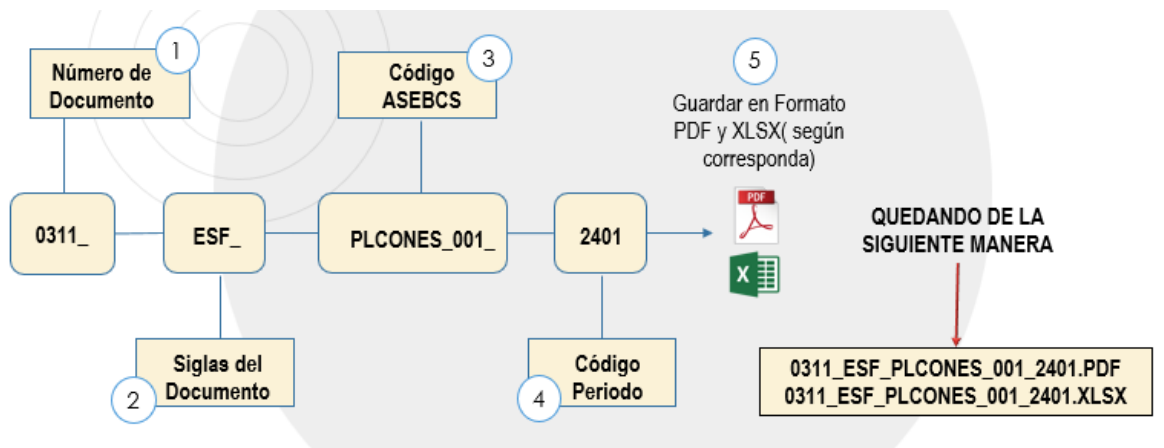 1
Número de
Documento
3
Código
ASEBCS
5
Guardar en Formato
PDF y XLSX( según
corresponda)
0311_
ESF_
PLCONES_001_
2401
PDF
X
QUEDANDO DE LA
SIGUIENTE MANERA
2
Siglas del
Documento
4
Código
Periodo
0311_ESF_PLCONES_001_2401.PDF
0311_ESF_PLCONES_001_2401.XLSX